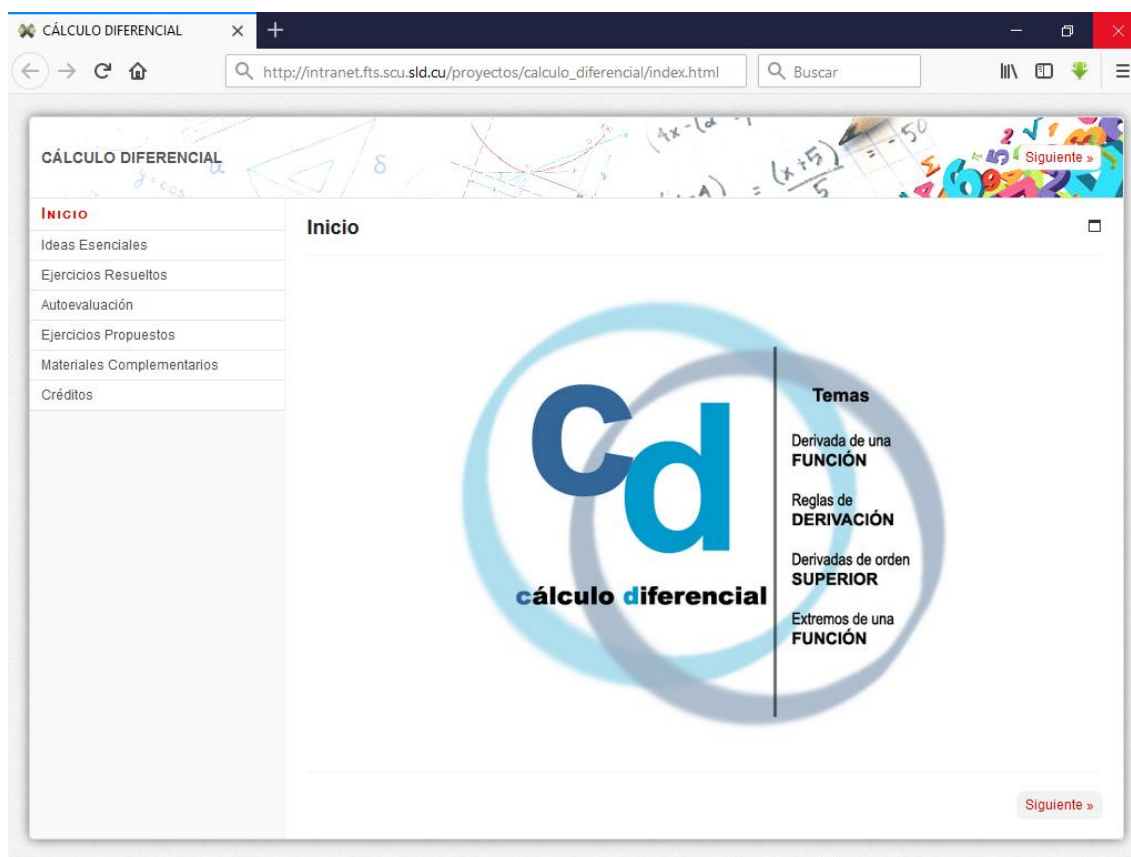 CÁLCULO DIFERENCIAL
http://intranet.fts.scu.sld.cu/proyectos/calculo_diferencial/index.html
Buscar
CÁLCULO DIFERENCIAL
Siguiente »
INICIO
Ideas Esenciales
Ejercicios Resueltos
Autoevaluación
Ejercicios Propuestos
Materiales Complementarios
Créditos
Inicio
cd
cálculo diferencial
Temas
Derivada de una
FUNCIÓN
Reglas de
DERIVACIÓN
Derivadas de orden
SUPERIOR
Extremos de una
FUNCIÓN
Siguiente »